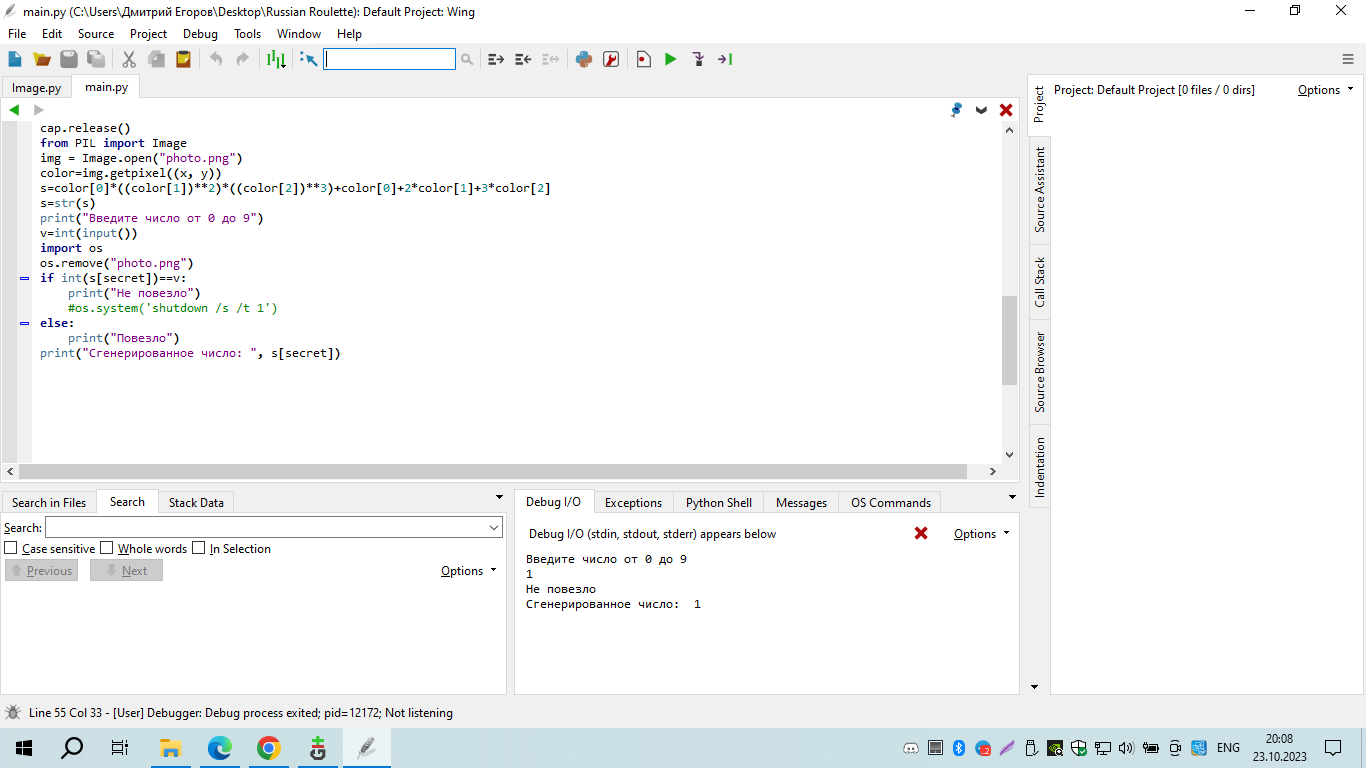 main.py (C:\Users\Дмитрий Егоров\Desktop\Russian Roulette): Default Project: Wing
File Edit Source Project Debug Tools Window Help
Image.py main.py
cap.release()
from PIL import Image
img = Image.open("photo.png")
color=img.getpixel((x, y))
s=color[0]*((color[1])**2)*((color[2])**3)+color[0]+2*color[1]+3*color[2]
s=str(s)
print("Введите число от 0 до 9")
v=int(input())
import os
os.remove("photo.png")
if int(s[secret])==v:
    print("Не повезло")
    #os.system('shutdown /s /t 1')
else:
    print("Повезло")
print("Сгенерированное число: ", s[secret])
Project: Default Project [0 files / 0 dirs] Options
Project
Source Assistant
Call Stack
Source Browser
Indentation
Search in Files Search Stack Data
Search:
Case sensitive Whole words In Selection
Previous Next Options
Debug I/O Exceptions Python Shell Messages OS Commands
Debug I/O (stdin, stdout, stderr) appears below Options
Введите число от 0 до 9
1
Не повезло
Сгенерированное число:  1
Line 55 Col 33 - [User] Debugger: Debug process exited; pid=12172; Not listening
ENG
20:08
23.10.2023